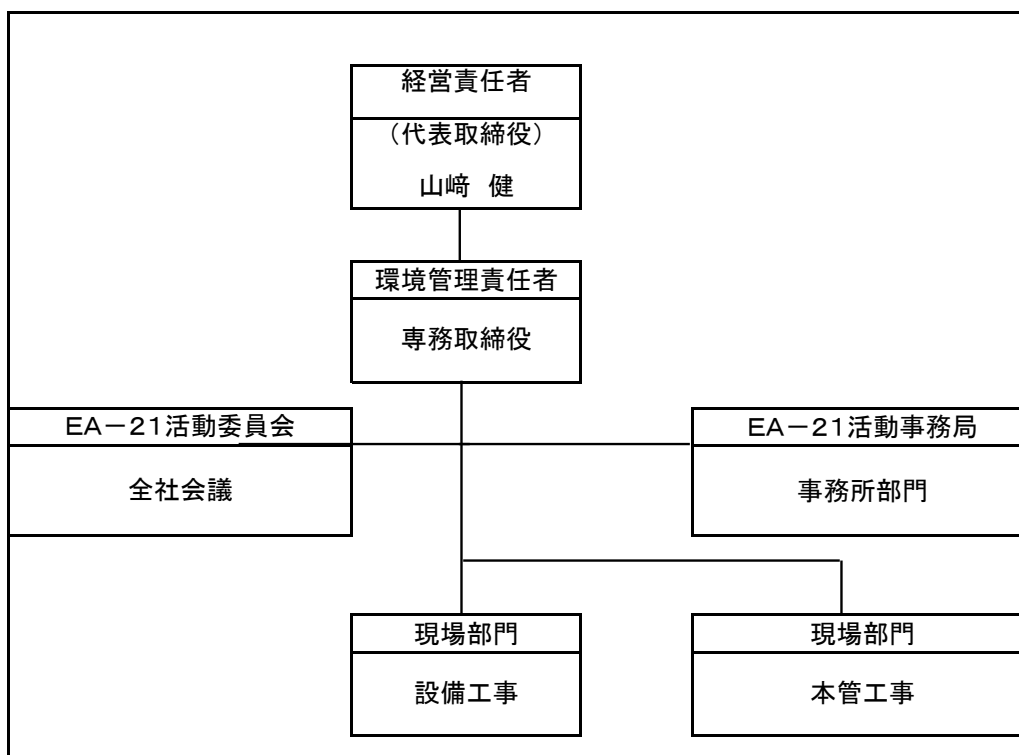 経営責任者
（代表取締役）
山﨑　健
環境管理責任者
専務取締役
EA－21活動委員会
全社会議
EA－21活動事務局
事務所部門
現場部門
設備工事
現場部門
本管工事